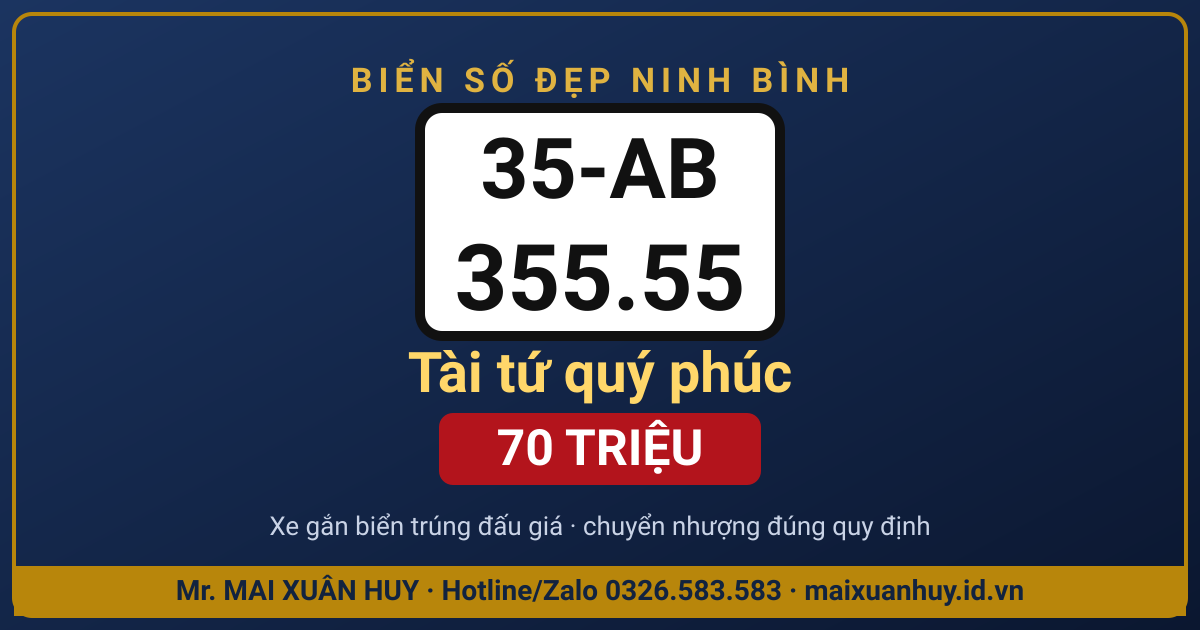 BIỂN SỐ ĐẸP NINH BÌNH
35-AB
355.55
Tài tứ quý phúc
70 TRIỆU
Xe gắn biển trúng đấu giá · chuyển nhượng đúng quy định
Mr. MAI XUÂN HUY · Hotline/Zalo 0326.583.583 · maixuanhuy.id.vn